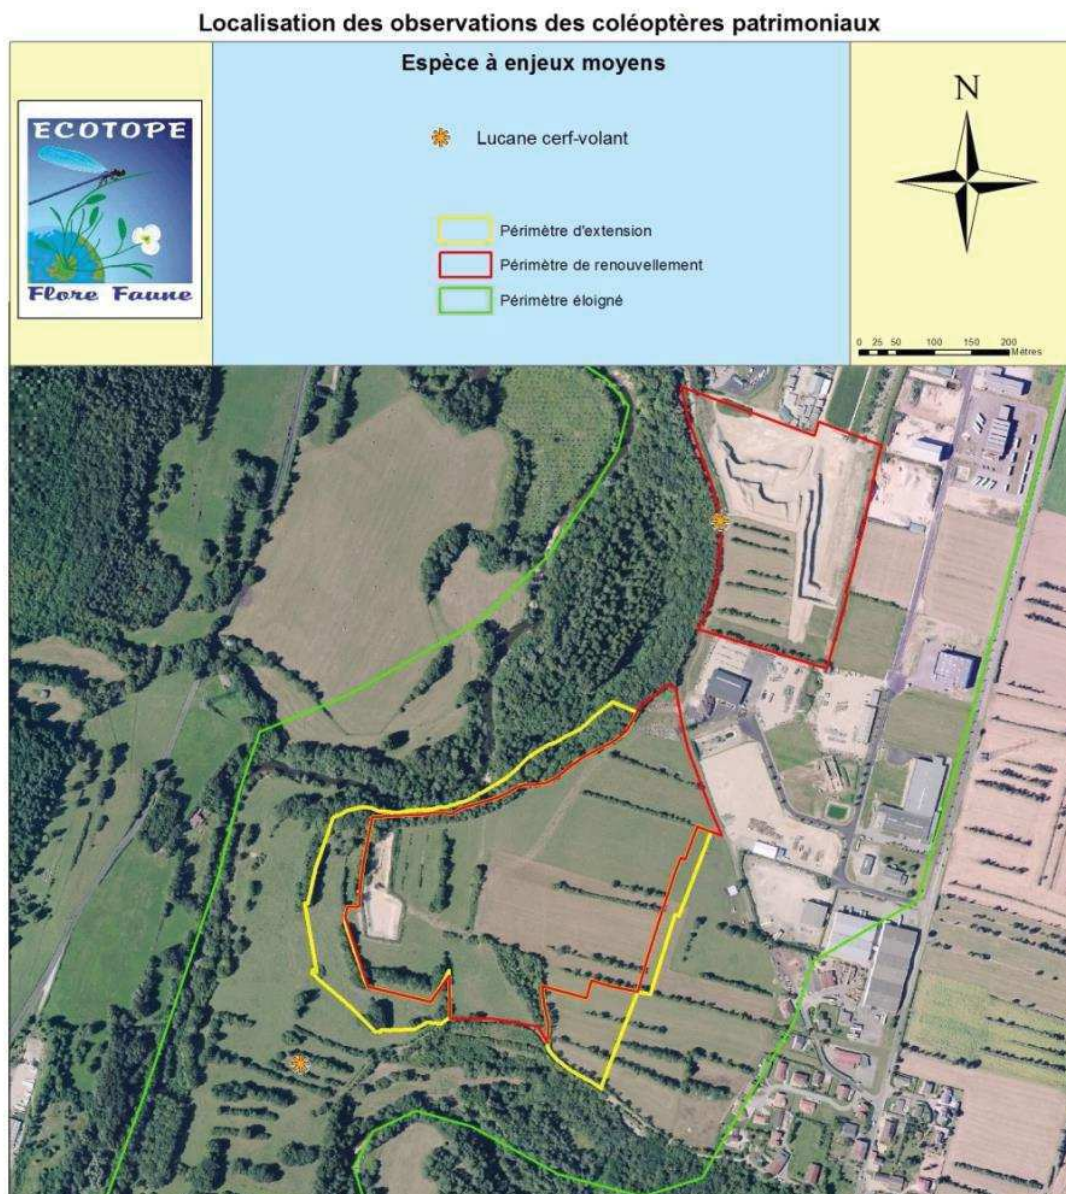 Localisation des observations des coléoptères patrimoniaux
Espèce à enjeux moyens
ECOTOPE
Flore Faune
Lucane cerf-volant
Périmètre d'extension
Périmètre de renouvellement
Périmètre éloigné
N
0 25 50 100 150 200
Mètres